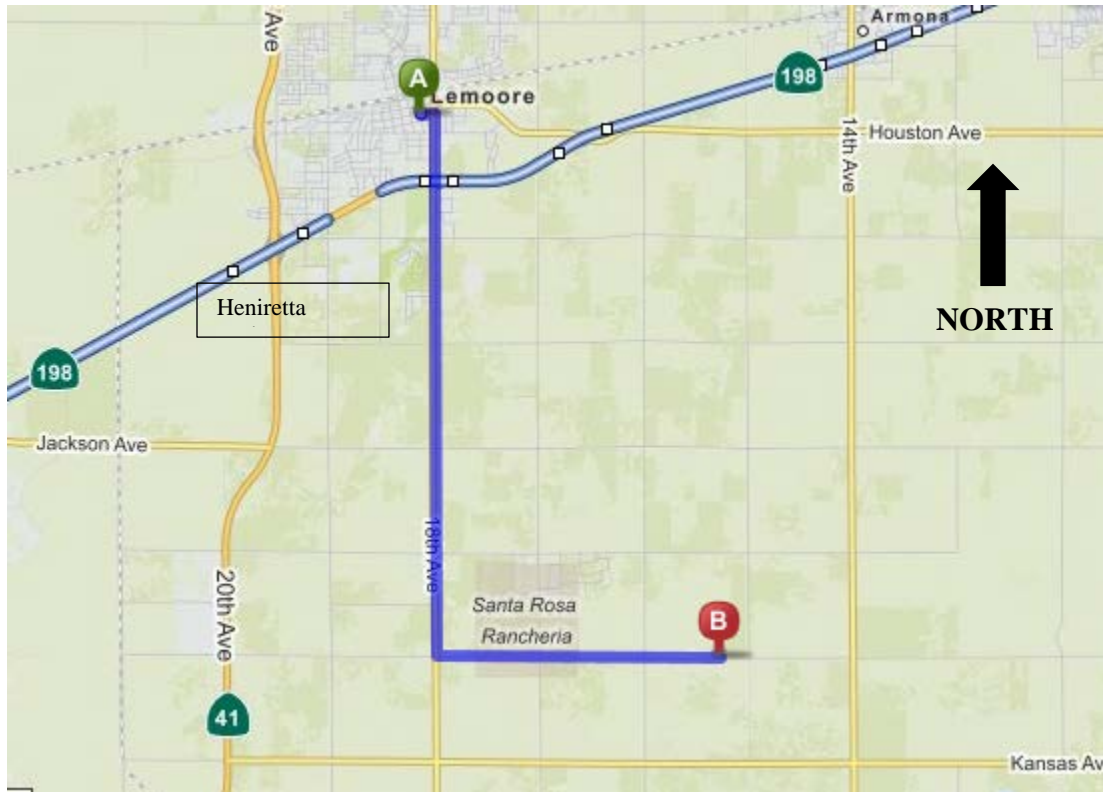 Ave
Armona
A
Lemoore
198
Houston Ave
14th Ave
NORTH
Heniretta
198
Jackson Ave
18th Ave
20th Ave
Santa Rosa
Rancheria
B
41
Kansas Av